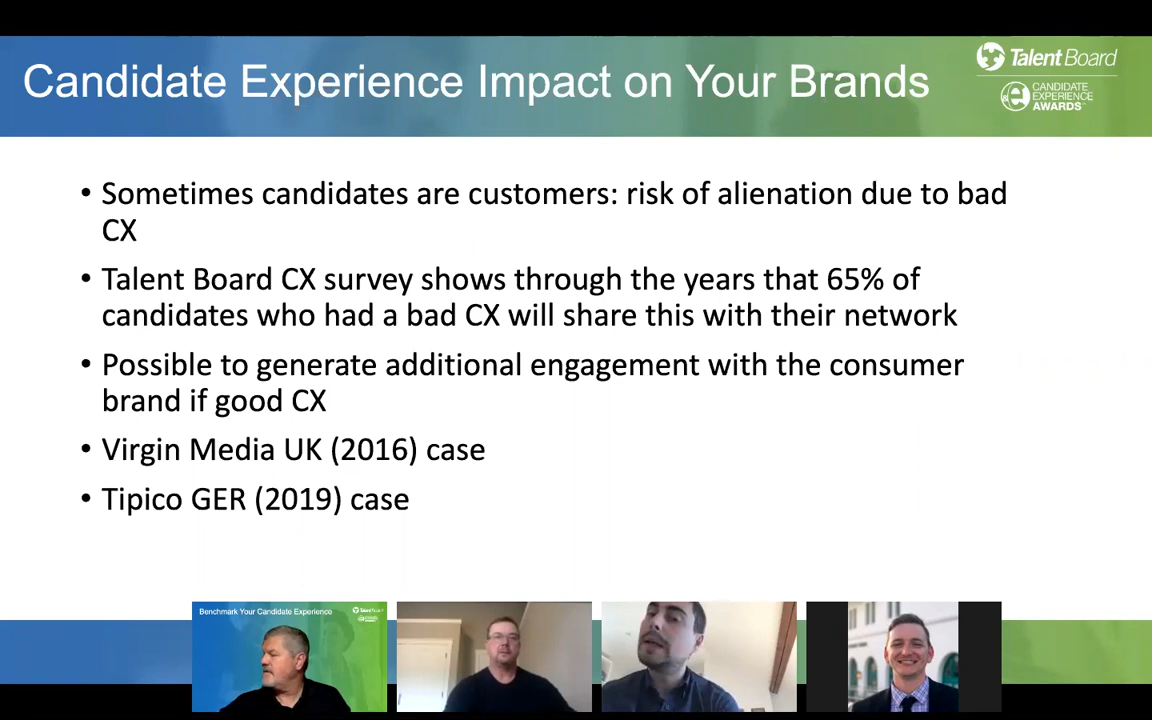 Candidate Experience Impact on Your Brands
Talent Board
CANDIDATE
EXPERIENCE
AWARDS
• Sometimes candidates are customers: risk of alienation due to bad
CX
• Talent Board CX survey shows through the years that 65% of
candidates who had a bad CX will share this with their network
• Possible to generate additional engagement with the consumer
brand if good CX
• Virgin Media UK (2016) case
• Tipico GER (2019) case
Benchmark Your Candidate Experience
Talent Board